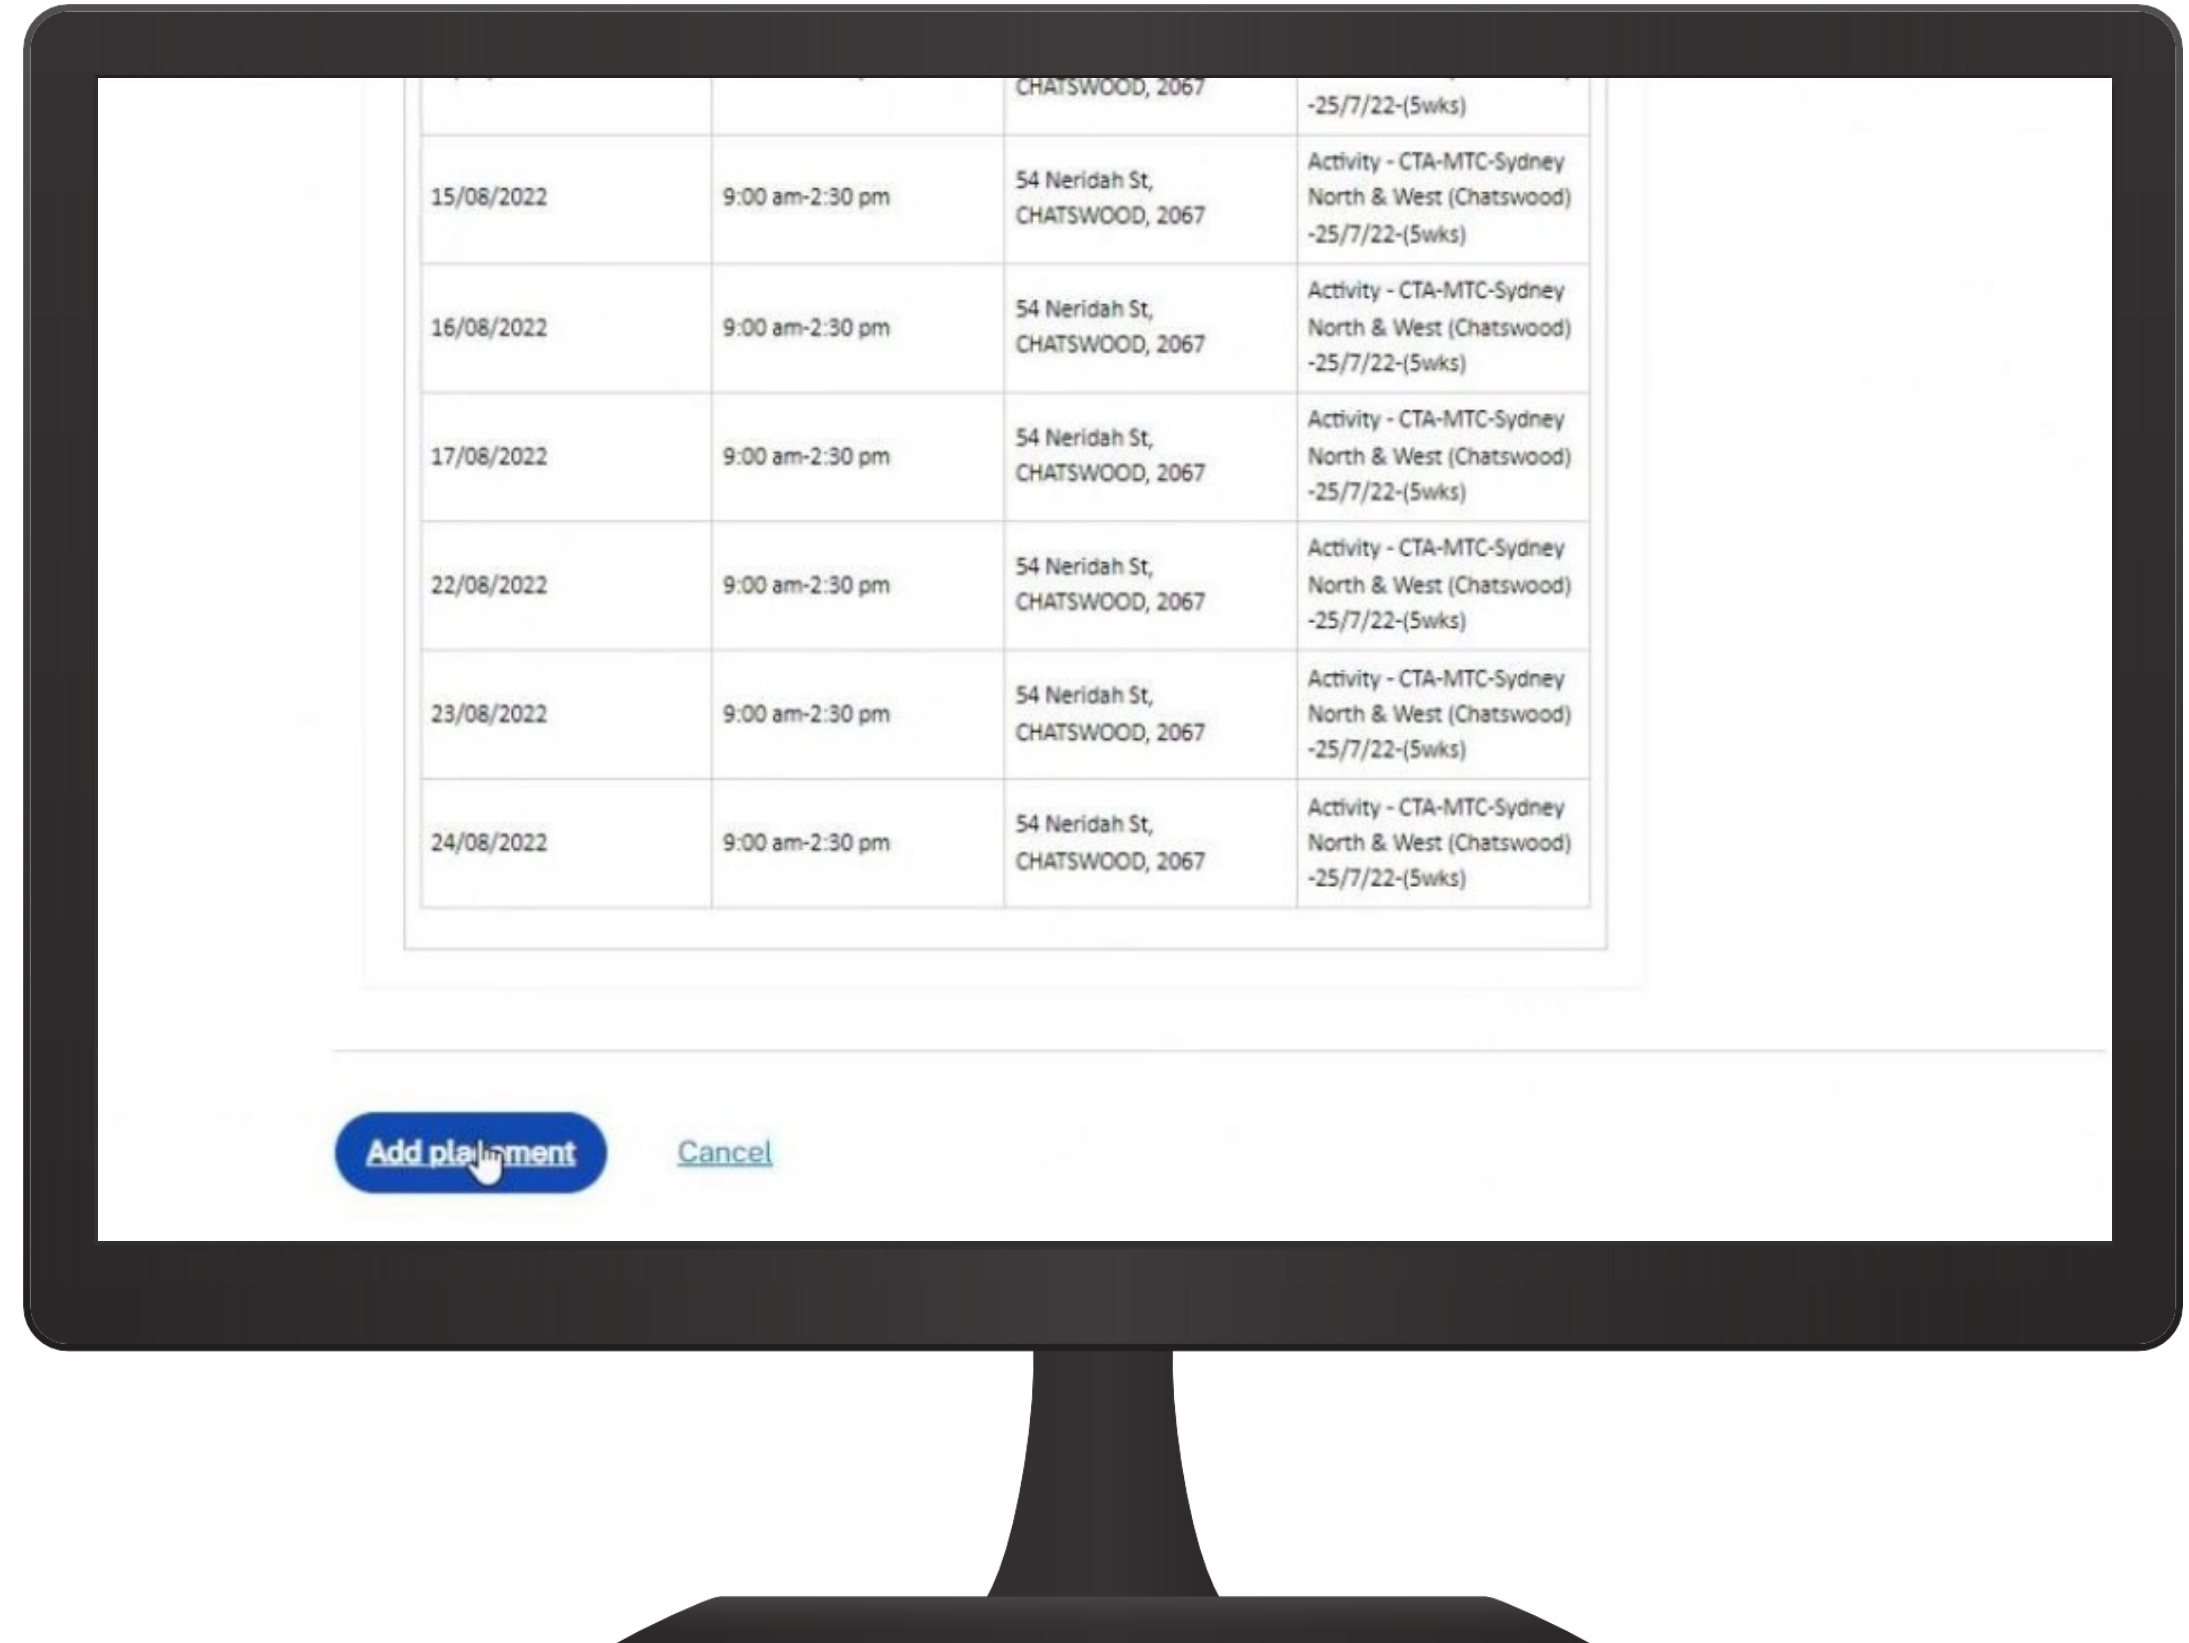 CHATSWOOD, 2067
-25/7/22-(5wks)
15/08/2022
9:00 am-2:30 pm
54 Neridah St,
CHATSWOOD, 2067
Activity - CTA-MTC-Sydney
North & West (Chatswood)
-25/7/22-(5wks)
16/08/2022
9:00 am-2:30 pm
54 Neridah St,
CHATSWOOD, 2067
Activity - CTA-MTC-Sydney
North & West (Chatswood)
-25/7/22-(5wks)
17/08/2022
9:00 am-2:30 pm
54 Neridah St,
CHATSWOOD, 2067
Activity - CTA-MTC-Sydney
North & West (Chatswood)
-25/7/22-(5wks)
22/08/2022
9:00 am-2:30 pm
54 Neridah St,
CHATSWOOD, 2067
Activity - CTA-MTC-Sydney
North & West (Chatswood)
-25/7/22-(5wks)
23/08/2022
9:00 am-2:30 pm
54 Neridah St,
CHATSWOOD, 2067
Activity - CTA-MTC-Sydney
North & West (Chatswood)
-25/7/22-(5wks)
24/08/2022
9:00 am-2:30 pm
54 Neridah St,
CHATSWOOD, 2067
Activity - CTA-MTC-Sydney
North & West (Chatswood)
-25/7/22-(5wks)
Add placement
Cancel